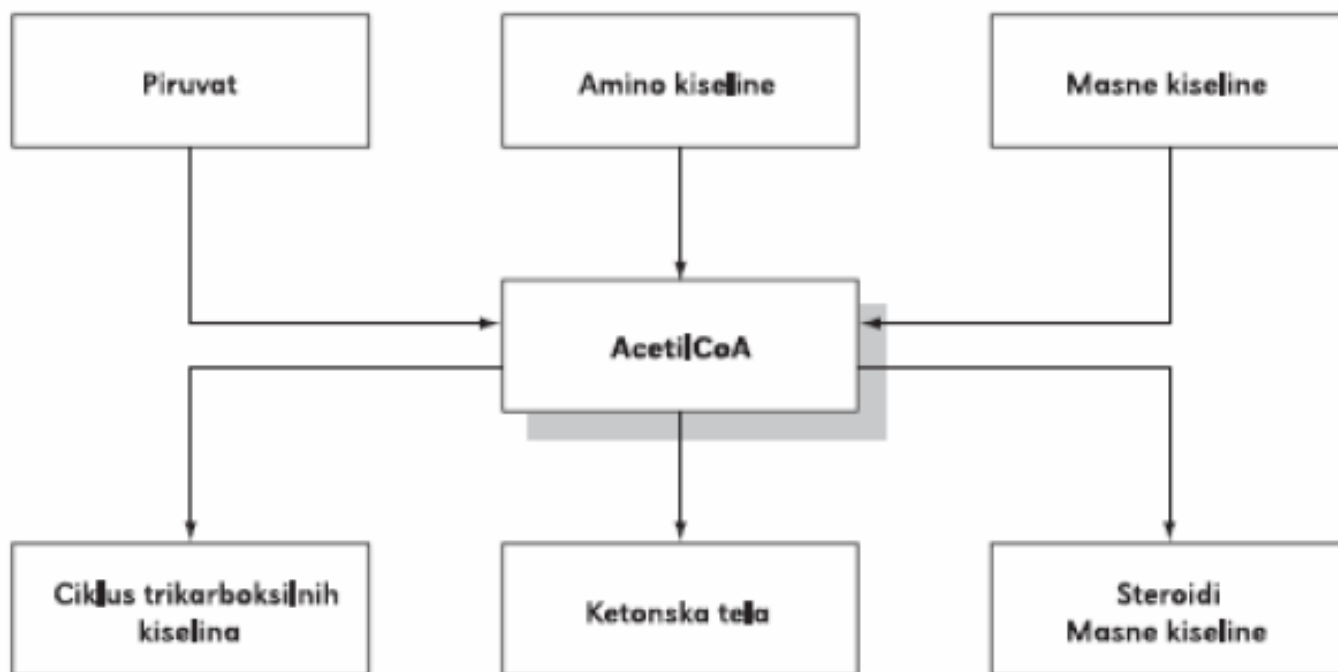 Piruvat
Amino kiseline
Masne kiseline
AcetilCoA
Ciklus trikarboksilnih
kiselina
Ketonska tela
Steroidi
Masne kiseline